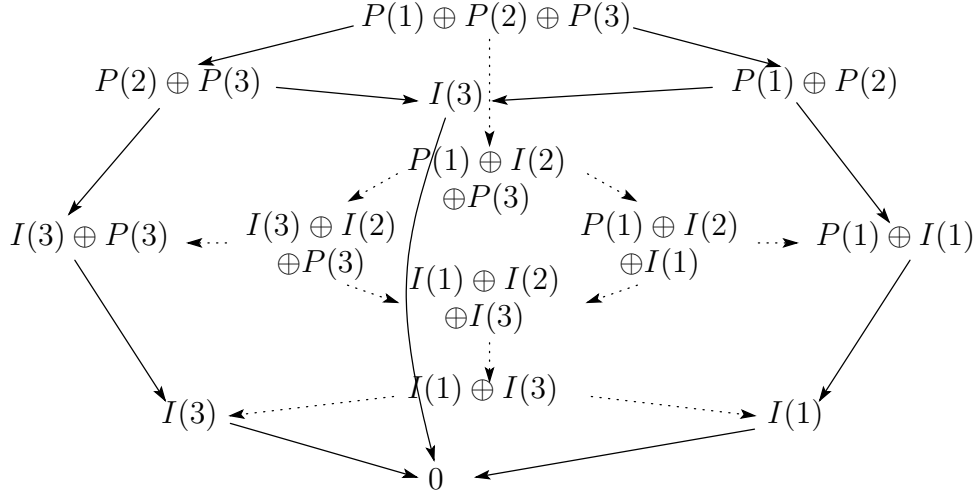 P(1) ⊕ P(2) ⊕ P(3)
P(2) ⊕ P(3)
I(3)
P(1) ⊕ P(2)
P(1) ⊕ I(2)
⊕P(3)
I(3) ⊕ P(3)
I(3) ⊕ I(2)
⊕P(3)
P(1) ⊕ I(2)
⊕I(1)
P(1) ⊕ I(1)
I(1) ⊕ I(2)
⊕I(3)
I(1) ⊕ I(3)
I(3)
I(1)
0